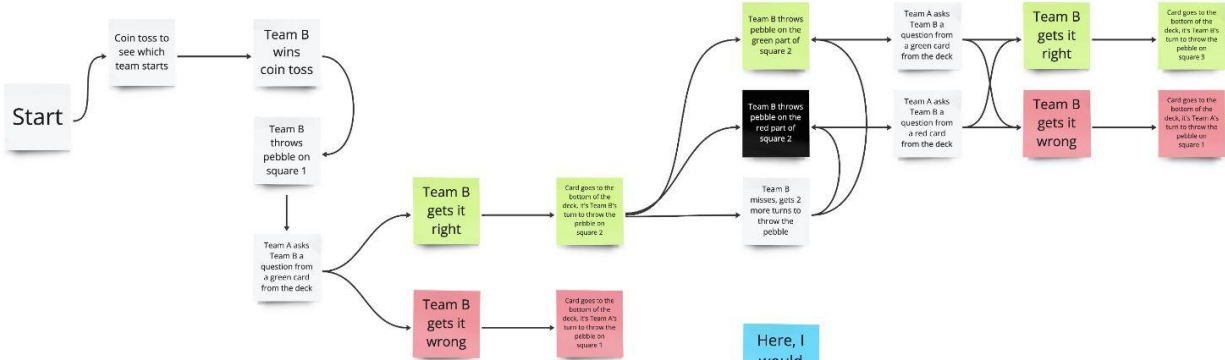 Start
Coin toss to
see which
team starts
Team B
wins
coin toss
Team B
throws
pebble on
square 1
Team A asks
Team B a
question from
a green card
from the deck
Team B
gets it
right
Team B
gets it
wrong
Card goes to the
bottom of the
deck, it's Team B's
turn to throw the
pebble on
square 2
Card goes to the
bottom of the
deck, it's Team A's
turn to throw the
pebble on
square 1
Team B throws
pebble on the
green part of
square 2
Team B throws
pebble on the
red part of
square 2
Team B
misses, gets 2
more turns to
throw the
pebble
Here, I
would
Team A asks
Team B a
question from
a green card
from the deck
Team A asks
Team B a
question from
a red card
from the deck
Team B
gets it
right
Team B
gets it
wrong
Card goes to the
bottom of the
deck, it's Team B's
turn to throw the
pebble on
square 3
Card goes to the
bottom of the
deck, it's Team A's
turn to throw the
pebble on
square 1